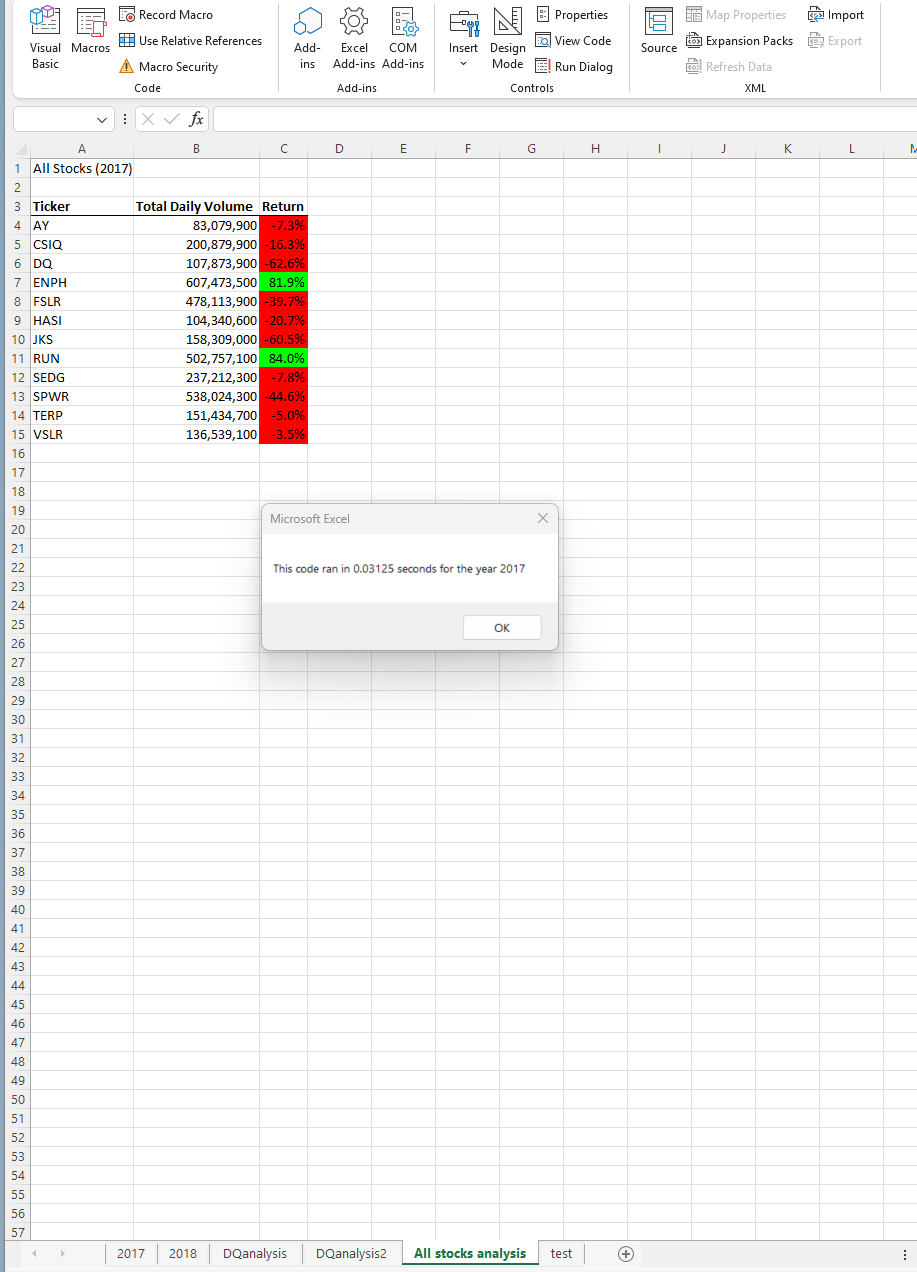 Record Macro
Use Relative References
Macro Security
Visual Basic
Macros
Code
Add-ins
Excel Add-ins
COM Add-ins
Add-ins
Insert
Design Mode
Properties
View Code
Run Dialog
Controls
Source
Map Properties
Expansion Packs
Refresh Data
Import
Export
XML
fx
A B C D E F G H I J K L
1 All Stocks (2017)
2
3 Ticker Total Daily Volume Return
4 AY 83,079,900 -7.3%
5 CSIQ 200,879,900 -16.3%
6 DQ 107,873,900 -62.6%
7 ENPH 607,473,500 81.9%
8 FSLR 478,113,900 -39.7%
9 HASI 104,340,600 -20.7%
10 JKS 158,309,000 -60.5%
11 RUN 502,757,100 84.0%
12 SEDG 237,212,300 -7.8%
13 SPWR 538,024,300 -44.6%
14 TERP 151,434,700 -5.0%
15 VSLR 136,539,100 -3.5%
16
17
18
19
20
21
22
23
24
25
26
27
28
29
30
31
32
33
34
35
36
37
38
39
40
41
42
43
44
45
46
47
48
49
50
51
52
53
54
55
56
57
Microsoft Excel
This code ran in 0.03125 seconds for the year 2017
OK
2017 2018 DQanalysis DQanalysis2 All stocks analysis test